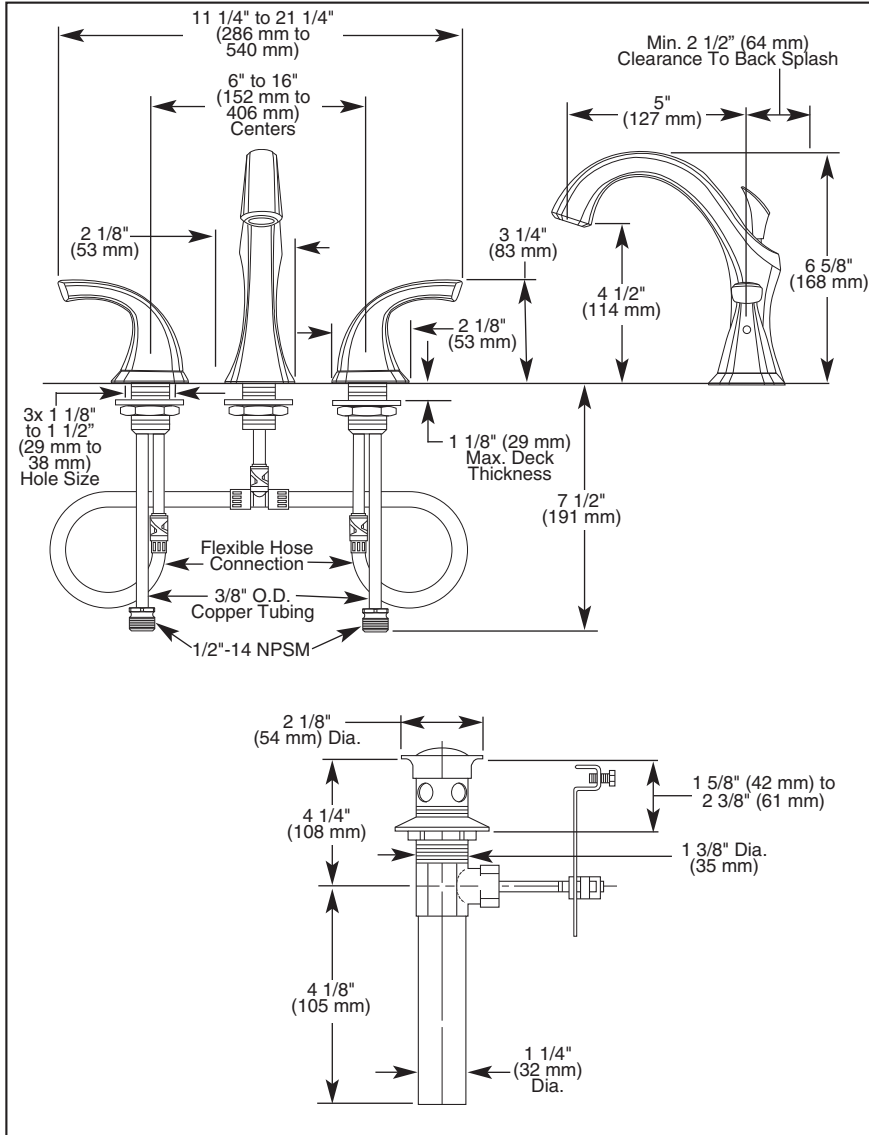 11 1/4" to 21 1/4"
(286 mm to
540 mm)
6" to 16"
(152 mm to
406 mm)
Centers
Min. 2 1/2” (64 mm)
Clearance To Back Splash
5"
(127 mm)
2 1/8"
(53 mm)
3 1/4"
(83 mm)
2 1/8"
(53 mm)
4 1/2"
(114 mm)
6 5/8"
(168 mm)
3x 1 1/8"
to 1 1/2”
(29 mm to
38 mm)
Hole Size
1 1/8" (29 mm)
Max. Deck
Thickness
7 1/2"
(191 mm)
Flexible Hose
Connection
3/8" O.D.
Copper Tubing
1/2"-14 NPSM
2 1/8"
(54 mm) Dia.
4 1/4"
(108 mm)
1 5/8" (42 mm) to
2 3/8" (61 mm)
1 3/8" Dia.
(35 mm)
4 1/8"
(105 mm)
1 1/4"
(32 mm)
Dia.